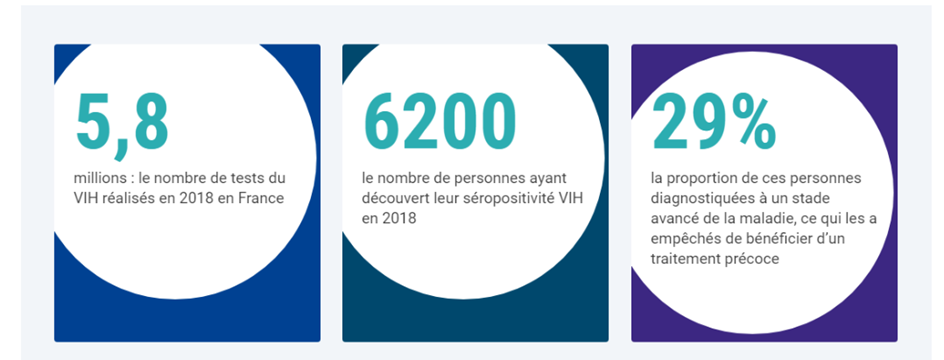 5,8
millions : le nombre de tests du
VIH réalisés en 2018 en France
6200
le nombre de personnes ayant
découvert leur séropositivité VIH
en 2018
29%
la proportion de ces personnes
diagnostiquées à un stade
avancé de la maladie, ce qui les a
empêchés de bénéficier d’un
traitement précoce